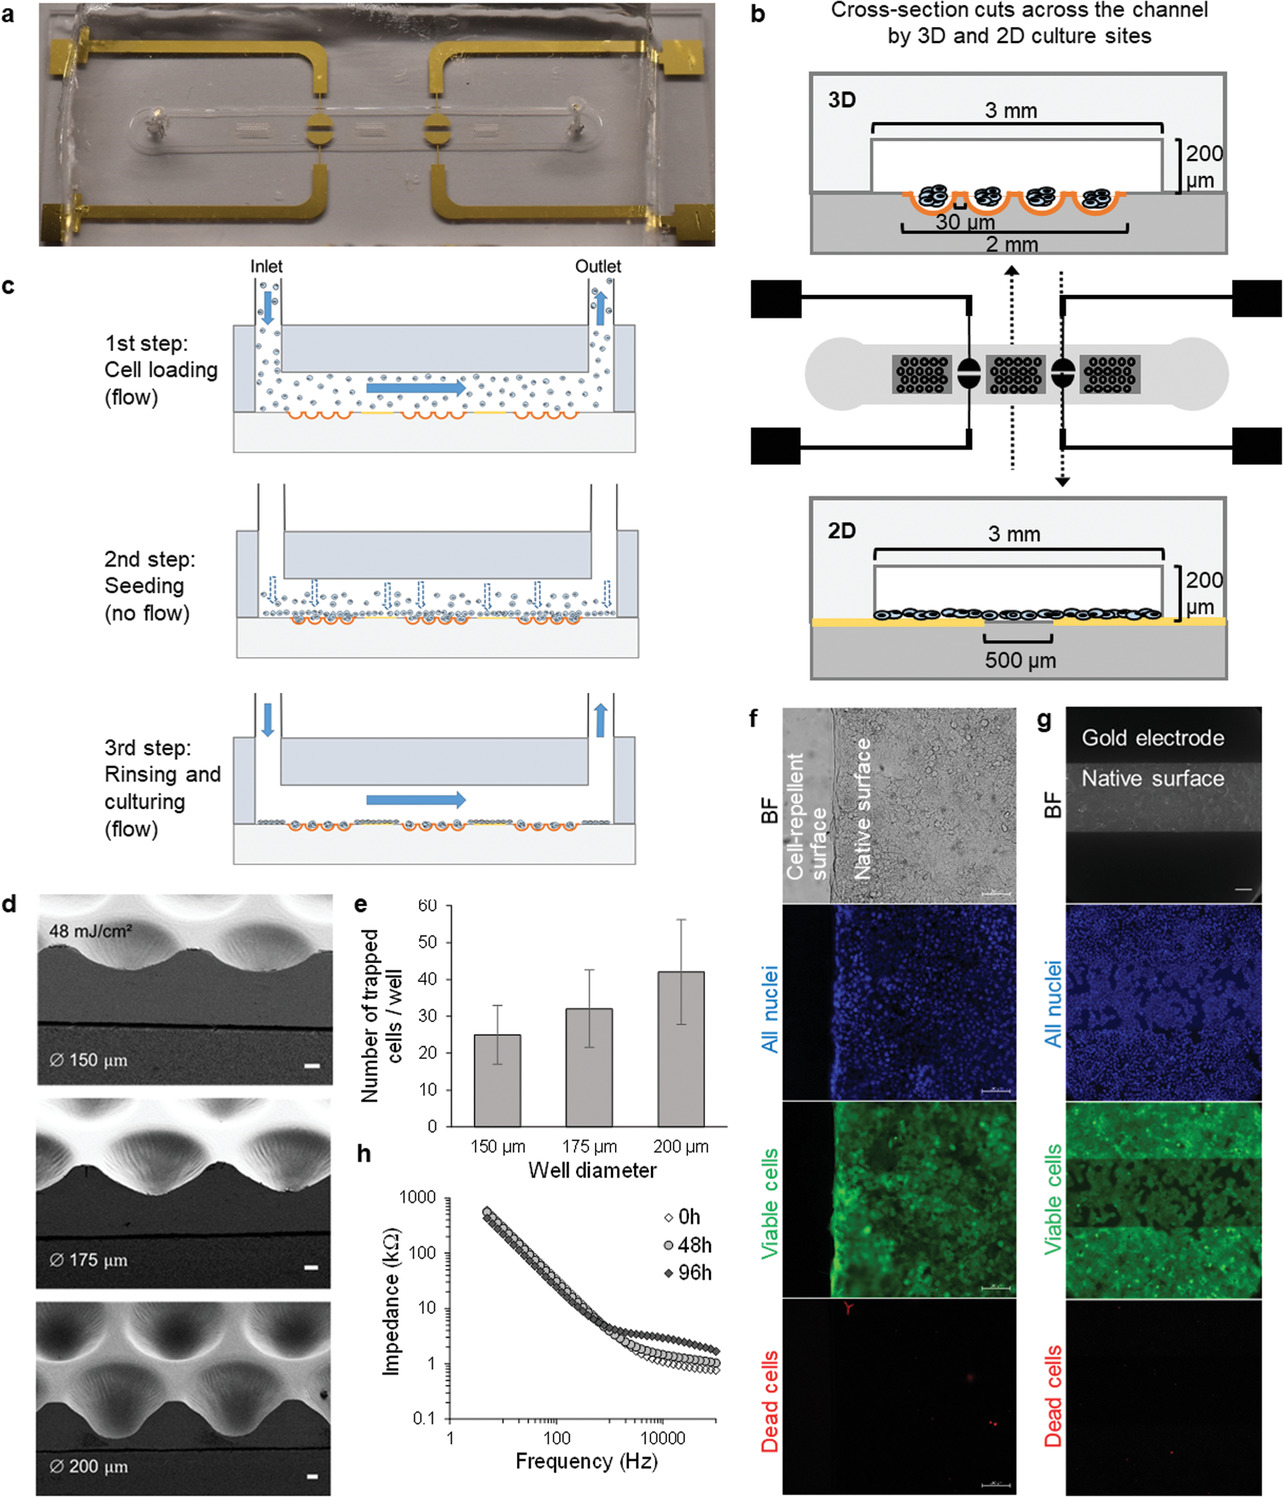 a
b
Cross-section cuts across the channel
by 3D and 2D culture sites
3D
3 mm
200
µm
30 µm
2 mm
2D
3 mm
200
µm
500 µm
c
Inlet
Outlet
1st step:
Cell loading
(flow)
2nd step:
Seeding
(no flow)
3rd step:
Rinsing and
culturing
(flow)
d
48 mJ/cm²
∅ 150 µm
∅ 175 µm
∅ 200 µm
e
Number of trapped
cells / well
60
50
40
30
20
10
0
150 µm
175 µm
200 µm
Well diameter
h
Impedance (kΩ)
1000
100
10
1
0.1
1
100
10000
Frequency (Hz)
0h
48h
96h
f
BF
Cell-repellent
surface
Native surface
All nuclei
Viable cells
Dead cells
g
BF
Gold electrode
Native surface
All nuclei
Viable cells
Dead cells